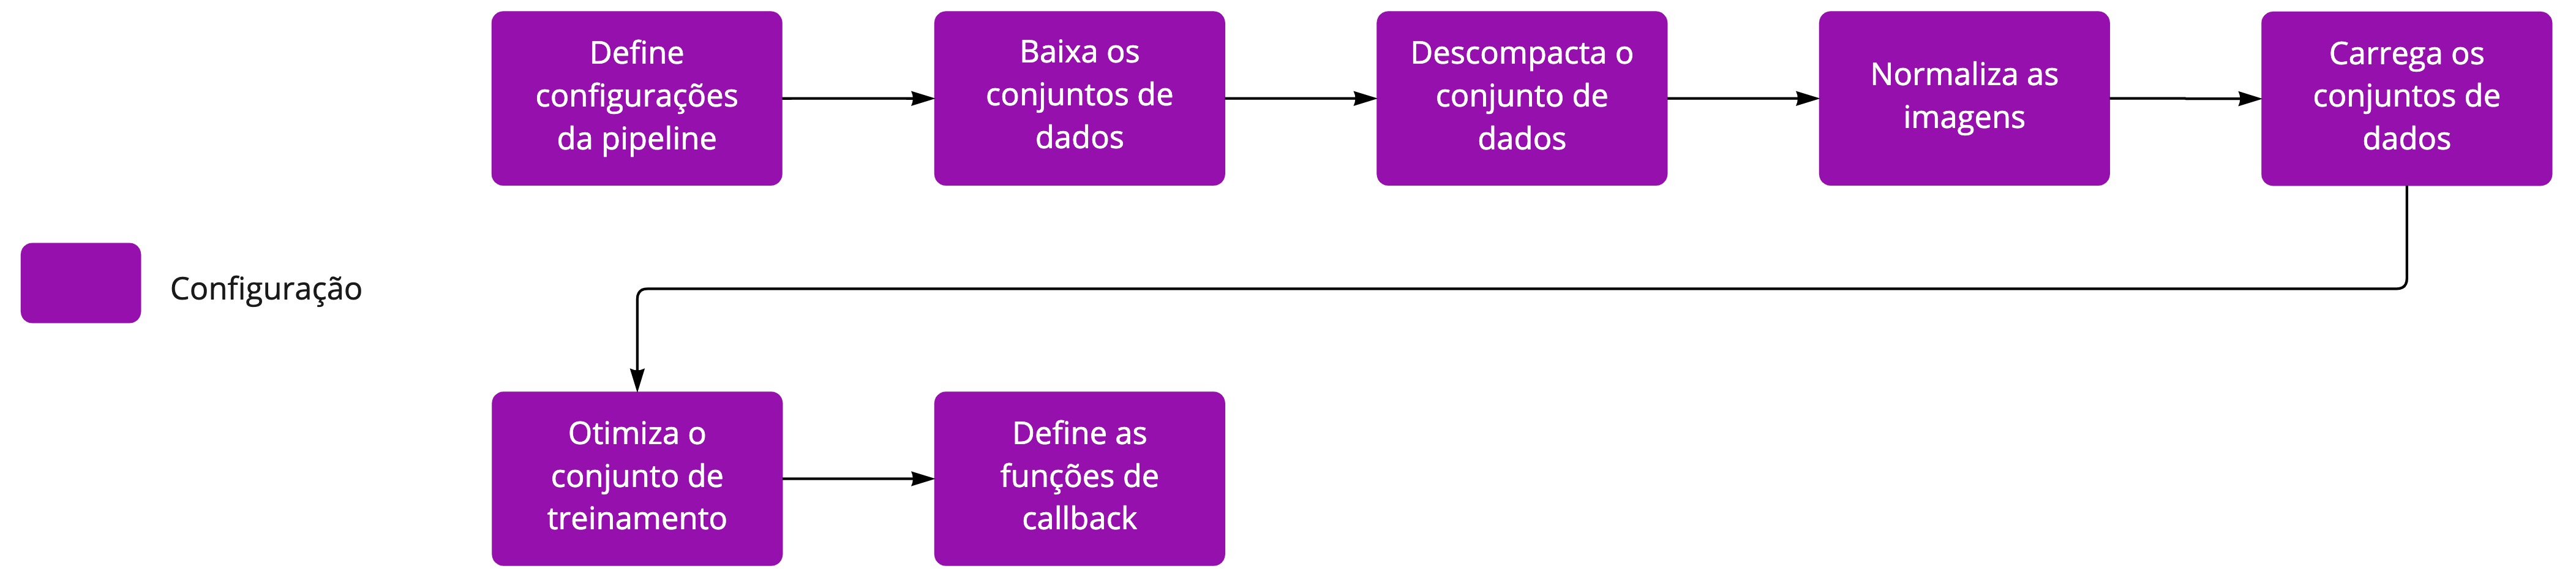 Define
configurações
da pipeline
Baixa os
conjuntos de
dados
Descompacta o
conjunto de
dados
Normaliza as
imagens
Carrega os
conjuntos de
dados
Configuração
Otimiza o
conjunto de
treinamento
Define as
funções de
callback